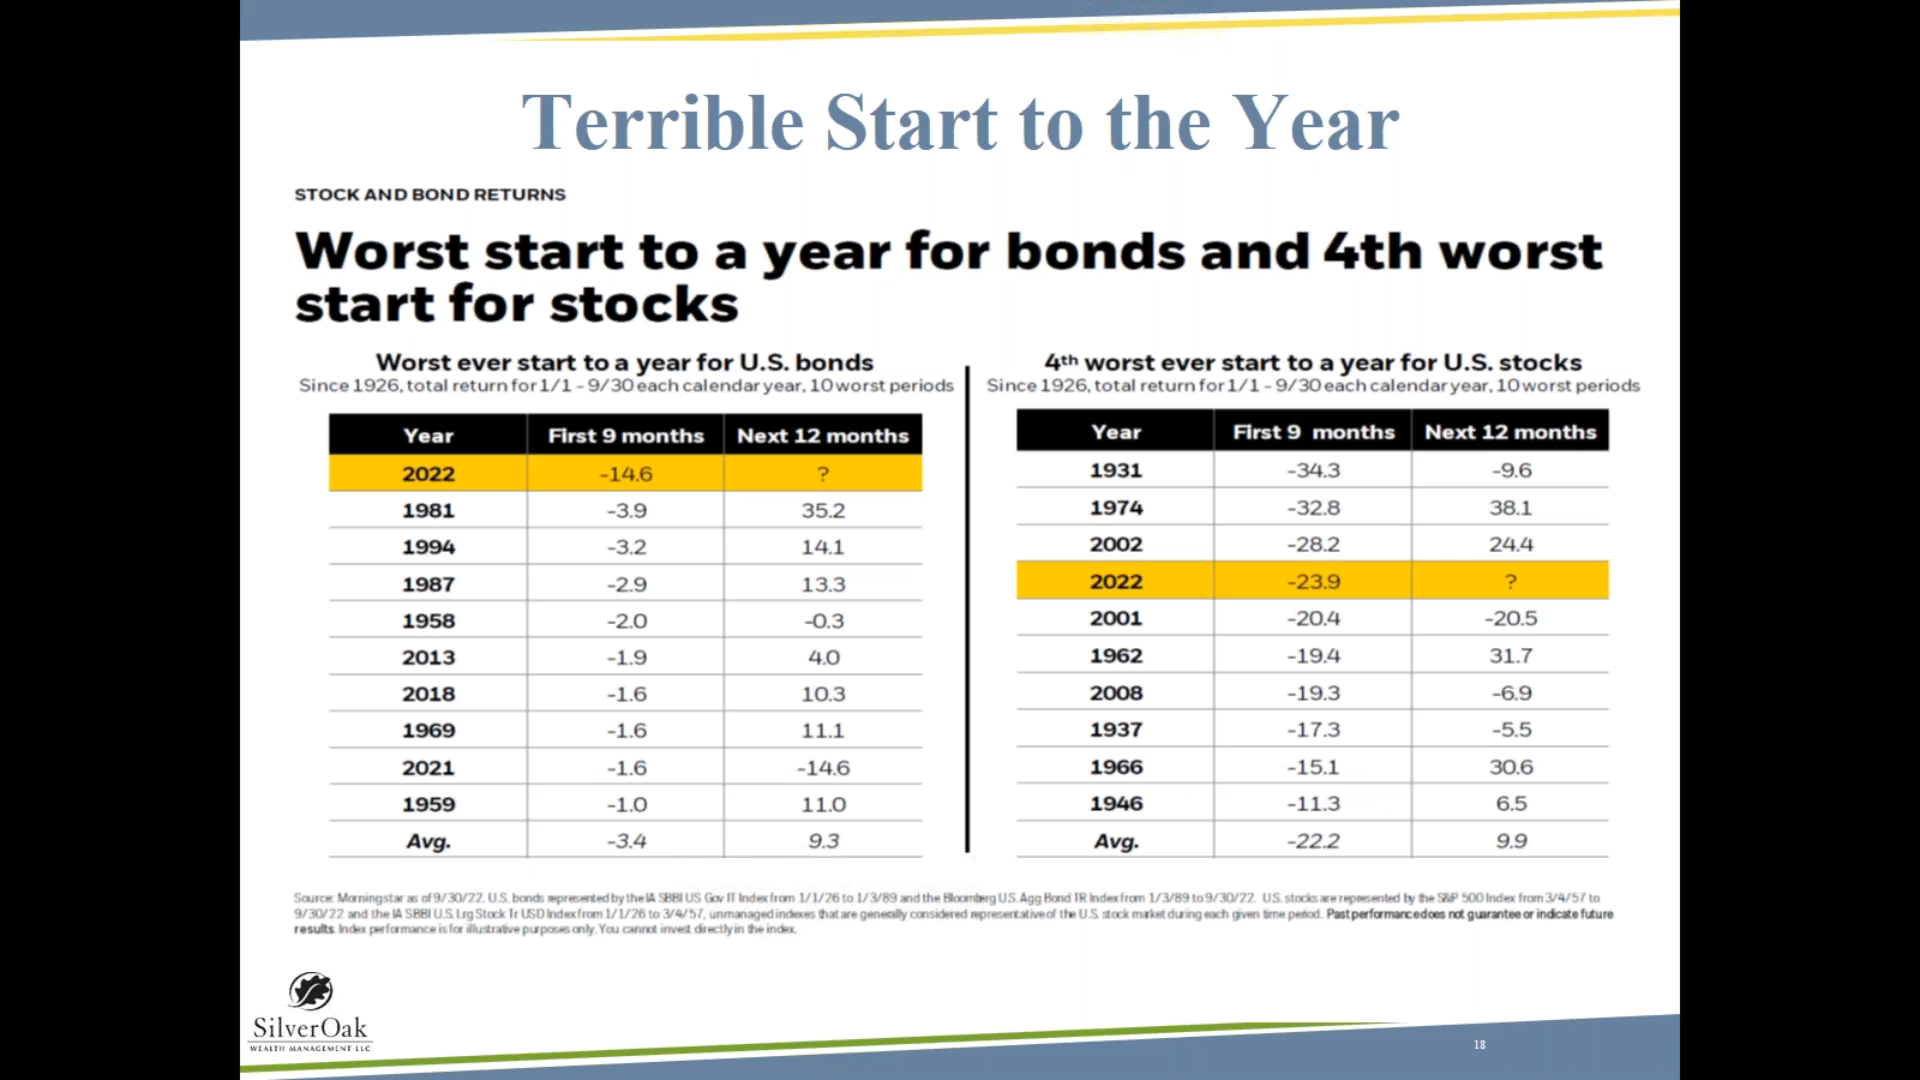 Terrible Start to the Year
STOCK AND BOND RETURNS
Worst start to a year for bonds and 4th worst
start for stocks
Worst ever start to a year for U.S. bonds
Since 1926, total return for 1/1 - 9/30 each calendar year, 10 worst periods
Year First 9 months Next 12 months
2022 -14.6 ?
1981 -3.9 35.2
1994 -3.2 14.1
1987 -2.9 13.3
1958 -2.0 -0.3
2013 -1.9 4.0
2018 -1.6 10.3
1969 -1.6 11.1
2021 -1.6 -14.6
1959 -1.0 11.0
Avg. -3.4 9.3
4th worst ever start to a year for U.S. stocks
Since 1926, total return for 1/1 - 9/30 each calendar year, 10 worst periods
Year First 9 months Next 12 months
1931 -34.3 -9.6
1974 -32.8 38.1
2002 -28.2 24.4
2022 -23.9 ?
2001 -20.4 -20.5
1962 -19.4 31.7
2008 -19.3 -6.9
1937 -17.3 -5.5
1966 -15.1 30.6
1946 -11.3 6.5
Avg. -22.2 9.9
Source: Morningstar as of 9/30/22. U.S. bonds represented by the IA SBBI US Gov IT Index from 1/1/26 to 1/3/89 and the Bloomberg U.S. Agg Bond TR Index from 1/3/89 to 9/30/22. U.S. stocks are represented by the S&P 500 Index from 3/4/57 to
9/30/22 and the IA SBBI U.S. Lrg Stock Tr USD Index from 1/1/26 to 3/4/57, unmanaged indexes that are generally considered representative of the U.S. stock market during each given time period. Past performance does not guarantee or indicate future
results. Index performance is for illustrative purposes only. You cannot invest directly in the index.
SilverOak
WEALTH MANAGEMENT LLC
18